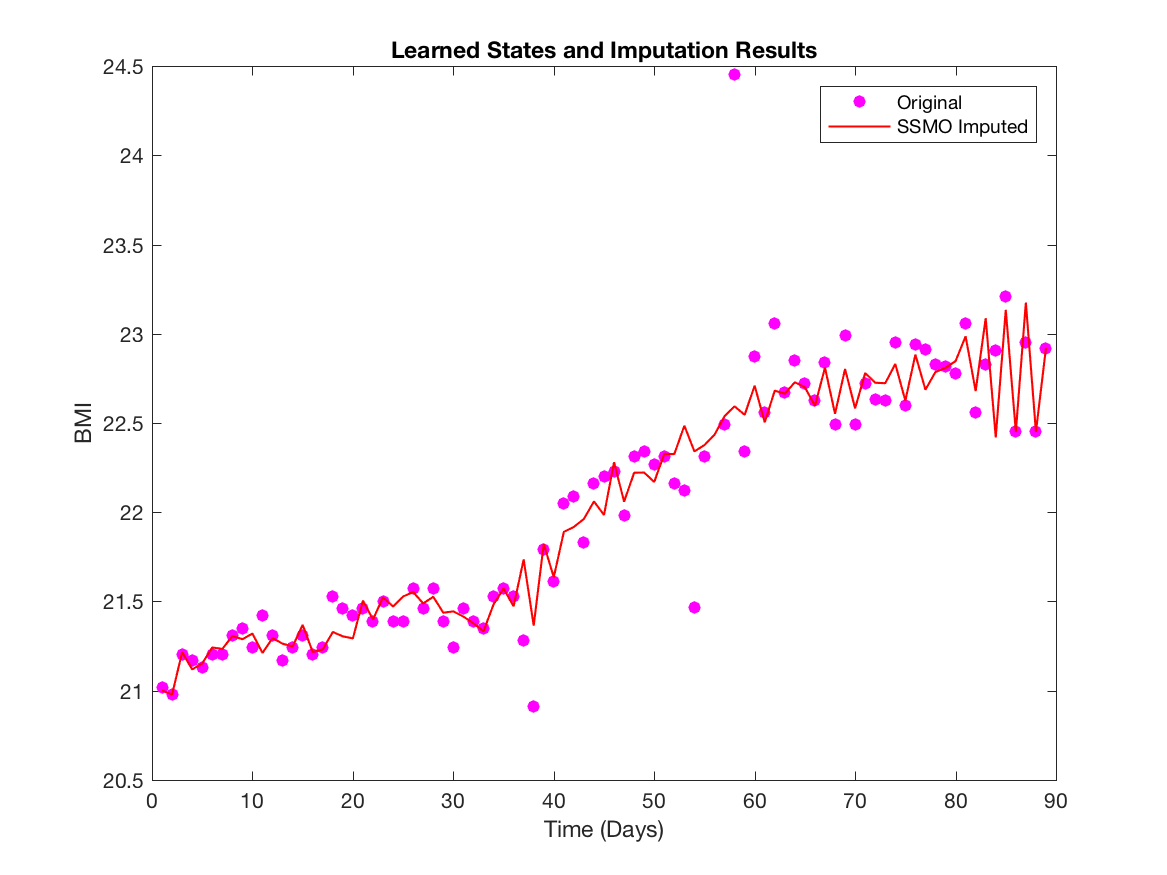 Learned States and Imputation Results
24.5
24
23.5
23
22.5
22
21.5
21
20.5
BMI
Original
SSMO Imputed
0 10 20 30 40 50 60 70 80 90
Time (Days)